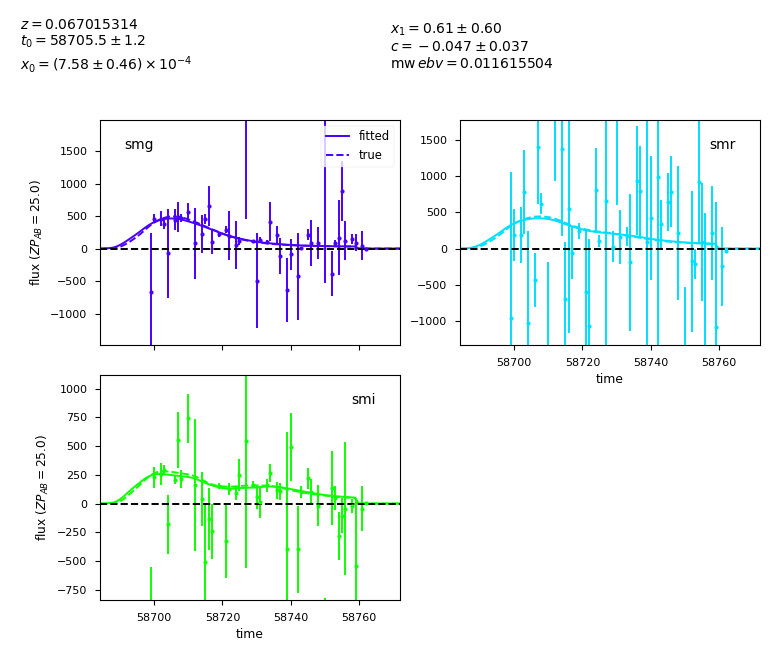 z = 0.067015314
t₀ = 58705.5 ± 1.2
x₀ = (7.58 ± 0.46) × 10⁻⁴
x₁ = 0.61 ± 0.60
c = −0.047 ± 0.037
mw ebv = 0.011615504
smg
fitted
true
1500
1000
500
0
−500
−1000
flux (ZP_AB = 25.0)
smr
1500
1000
500
0
−500
−1000
58700
58720
58740
58760
time
smi
1000
750
500
250
0
−250
−500
−750
flux (ZP_AB = 25.0)
58700
58720
58740
58760
time